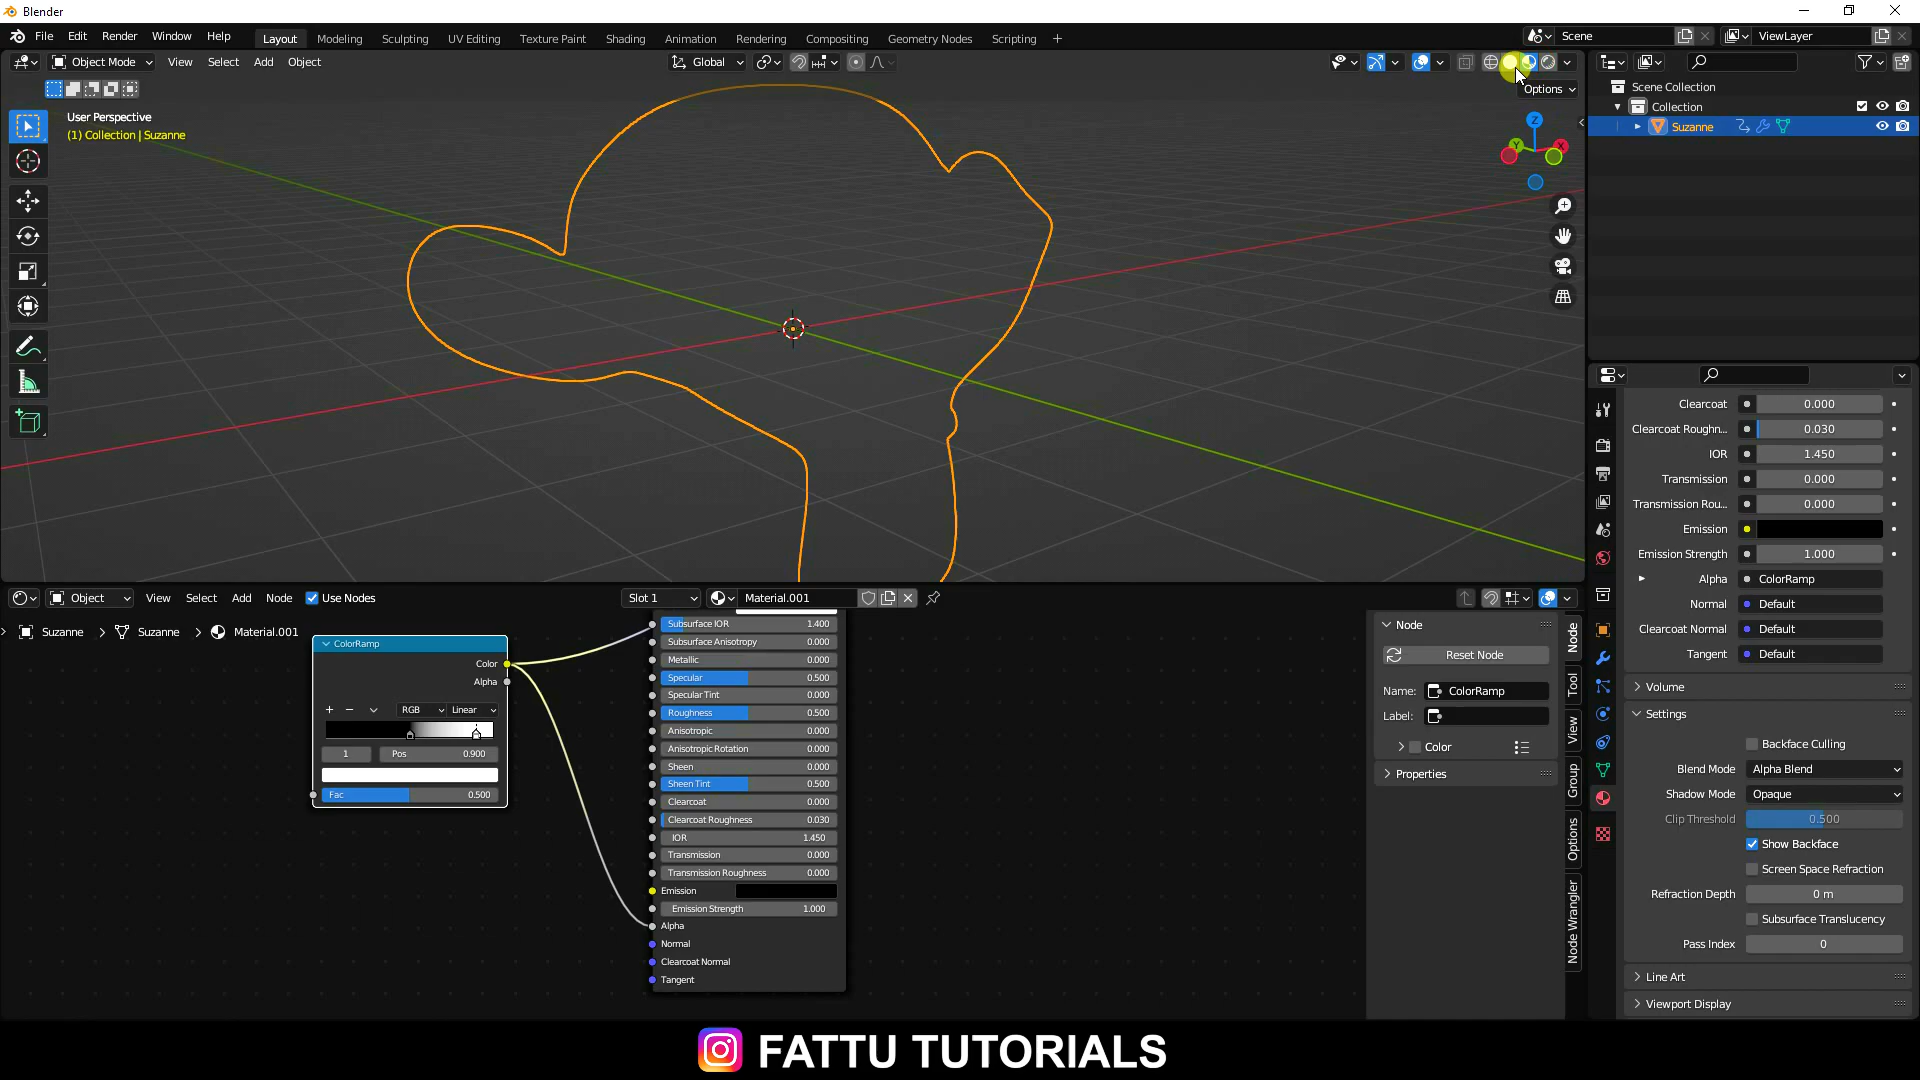 Blender
File Edit Render Window Help
Layout Modeling Sculpting UV Editing Texture Paint Shading Animation Rendering Compositing Geometry Nodes Scripting
Scene
ViewLayer
Object Mode View Select Add Object
Global
Options
User Perspective
(1) Collection | Suzanne
Z
Y
X
Scene Collection
Collection
Suzanne
Clearcoat 0.000
Clearcoat Roughn... 0.030
IOR 1.450
Transmission 0.000
Transmission Rou... 0.000
Emission
Emission Strength 1.000
Alpha ColorRamp
Normal Default
Clearcoat Normal Default
Tangent Default
Volume
Settings
Backface Culling
Blend Mode Alpha Blend
Shadow Mode Opaque
Clip Threshold 0.500
Show Backface
Screen Space Refraction
Refraction Depth 0 m
Subsurface Translucency
Pass Index 0
Line Art
Viewport Display
Object View Select Add Node Use Nodes
Slot 1
Material.001
Suzanne > Suzanne > Material.001
ColorRamp
Color
Alpha
RGB Linear
1 Pos 0.900
Fac 0.500
Subsurface IOR 1.400
Subsurface Anisotropy 0.000
Metallic 0.000
Specular 0.500
Specular Tint 0.000
Roughness 0.500
Anisotropic 0.000
Anisotropic Rotation 0.000
Sheen 0.000
Sheen Tint 0.500
Clearcoat 0.000
Clearcoat Roughness 0.030
IOR 1.450
Transmission 0.000
Transmission Roughness 0.000
Emission
Emission Strength 1.000
Alpha
Normal
Clearcoat Normal
Tangent
Node
Reset Node
Name: ColorRamp
Label:
Color
Properties
Node
Tool
View
Group
Options
Node Wrangler
FATTU TUTORIALS